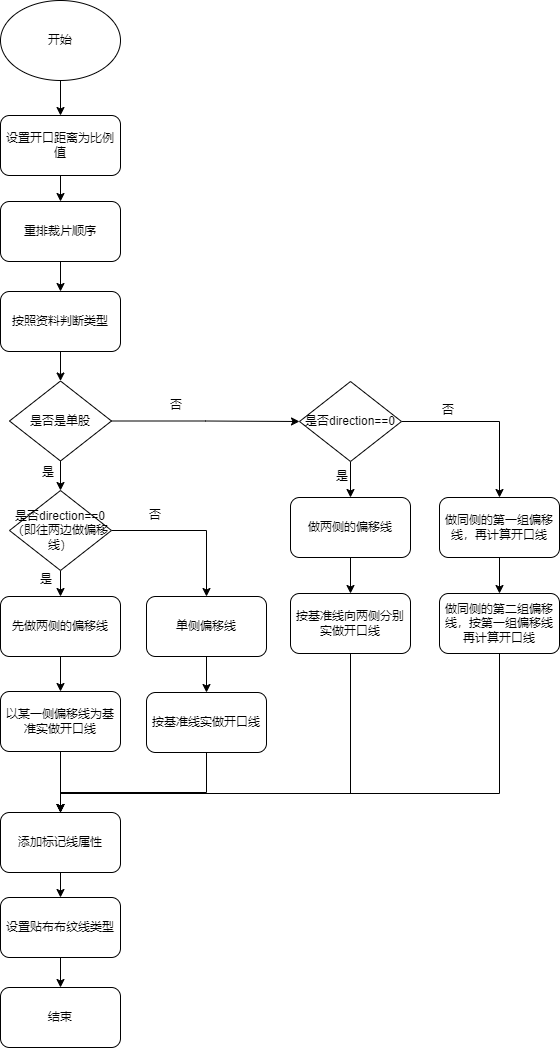 开始
设置开口距离为比例
值
重排裁片顺序
按照资料判断类型
是否是单股
否
是否direction==0
否
是
是
是否direction==0
（即往两边做偏移
线）
否
是
做两侧的偏移线
做同侧的第一组偏移
线，再计算开口线
先做两侧的偏移线
单侧偏移线
按基准线向两侧分别
实做开口线
做同侧的第二组偏移
线，按第一组偏移线
再计算开口线
以某一侧偏移线为基
准实做开口线
按基准线实做开口线
添加标记线属性
设置贴布布纹线类型
结束